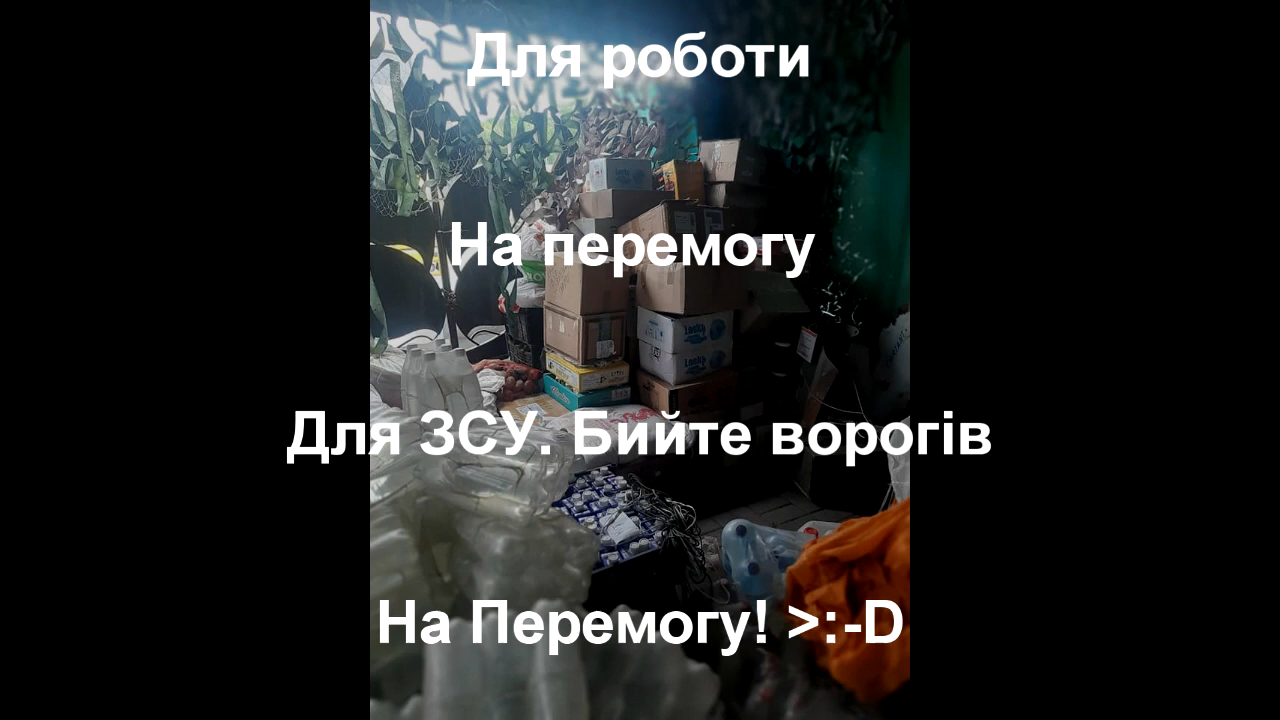 Для роботи
На перемогу
Для ЗСУ. Бийте ворогів
На Перемогу! >:-D